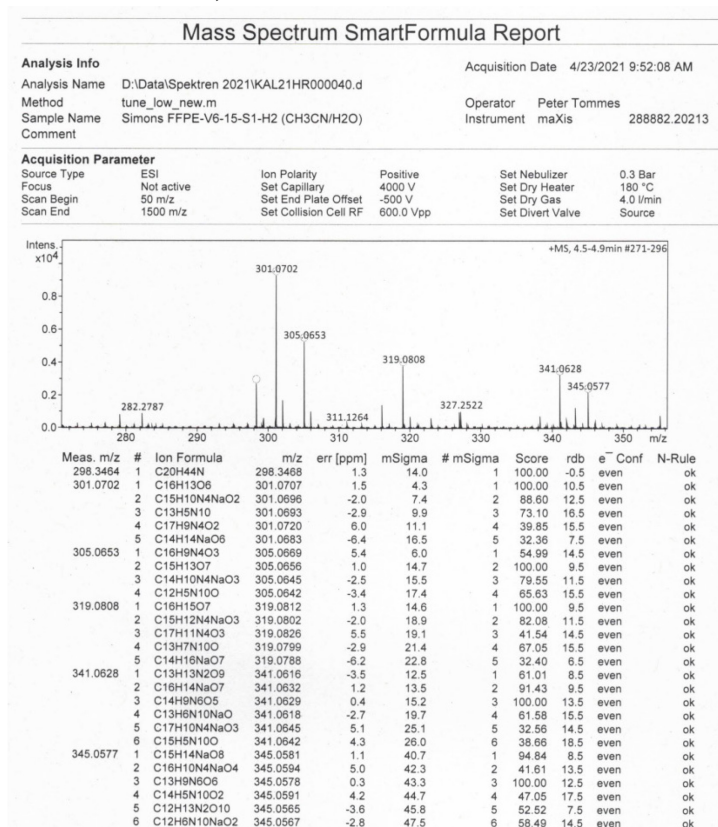 Mass Spectrum SmartFormula Report
Analysis Info Acquisition Date 4/23/2021 9:52:08 AM
Analysis Name D:\Data\Spektren 2021\KAL21HR000040.d
Method tune_low_new.m Operator Peter Tommes
Sample Name Simons FFPE-V6-15-S1-H2 (CH3CN/H2O) Instrument maXis 288882.20213
Comment
Acquisition Parameter
Source Type ESI Ion Polarity Positive Set Nebulizer 0.3 Bar
Focus Not active Set Capillary 4000 V Set Dry Heater 180 °C
Scan Begin 50 m/z Set End Plate Offset -500 V Set Dry Gas 4.0 l/min
Scan End 1500 m/z Set Collision Cell RF 600.0 Vpp Set Divert Valve Source
Intens. +MS, 4.5-4.9min #271-296
x10⁴
301.0702
0.8
0.6
305.0653
0.4
319.0808
341.0628
345.0577
0.2
282.2787
311.1264
327.2522
0.0
280 290 300 310 320 330 340 350 m/z
Meas. m/z # Ion Formula m/z err [ppm] mSigma # mSigma Score rdb e⁻ Conf N-Rule
298.3464 1 C20H44N 298.3468 1.3 14.0 1 100.00 -0.5 even ok
301.0702 1 C16H13O6 301.0707 1.5 4.3 1 100.00 10.5 even ok
2 C15H10N4NaO2 301.0696 -2.0 7.4 2 88.60 12.5 even ok
3 C13H5N10 301.0693 -2.9 9.9 3 73.10 16.5 even ok
4 C17H9N4O2 301.0720 6.0 11.1 4 39.85 15.5 even ok
5 C14H14NaO6 301.0683 -6.4 16.5 5 32.36 7.5 even ok
305.0653 1 C16H9N4O3 305.0669 5.4 6.0 1 54.99 14.5 even ok
2 C15H13O7 305.0656 1.0 14.7 2 100.00 9.5 even ok
3 C14H10N4NaO3 305.0645 -2.5 15.5 3 79.55 11.5 even ok
4 C12H5N10O 305.0642 -3.4 17.4 4 65.63 15.5 even ok
319.0808 1 C16H15O7 319.0812 1.3 14.6 1 100.00 9.5 even ok
2 C15H12N4NaO3 319.0802 -2.0 18.9 2 82.08 11.5 even ok
3 C17H11N4O3 319.0826 5.5 19.1 3 41.54 14.5 even ok
4 C13H7N10O 319.0799 -2.9 21.4 4 67.05 15.5 even ok
5 C14H16NaO7 319.0788 -6.2 22.8 5 32.40 6.5 even ok
341.0628 1 C13H13N2O9 341.0616 -3.5 12.5 1 61.01 8.5 even ok
2 C16H14NaO7 341.0632 1.2 13.5 2 91.43 9.5 even ok
3 C14H9N6O5 341.0629 0.4 15.2 3 100.00 13.5 even ok
4 C13H6N10NaO 341.0618 -2.7 19.7 4 61.58 15.5 even ok
5 C17H10N4NaO3 341.0645 5.1 25.1 5 32.56 14.5 even ok
6 C15H5N10O 341.0642 4.3 26.0 6 38.66 18.5 even ok
345.0577 1 C15H14NaO8 345.0581 1.1 40.7 1 94.84 8.5 even ok
2 C16H10N4NaO4 345.0594 5.0 42.3 2 41.61 13.5 even ok
3 C13H9N6O6 345.0578 0.3 43.3 3 100.00 12.5 even ok
4 C14H5N10O2 345.0591 4.2 44.7 4 47.05 17.5 even ok
5 C12H13N2O10 345.0565 -3.6 45.8 5 52.52 7.5 even ok
6 C12H6N10NaO2 345.0567 -2.8 47.5 6 58.49 14.5 even ok